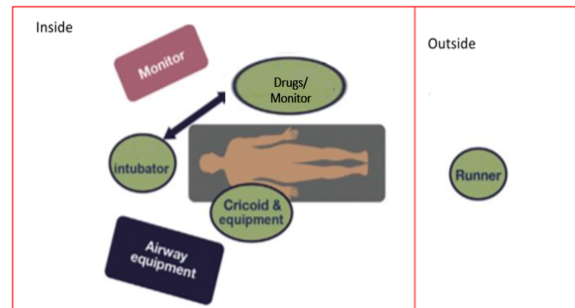 Inside
Outside
Monitor
Drugs/
Monitor
intubator
Runner
Cricoid &
equipment
Airway
equipment